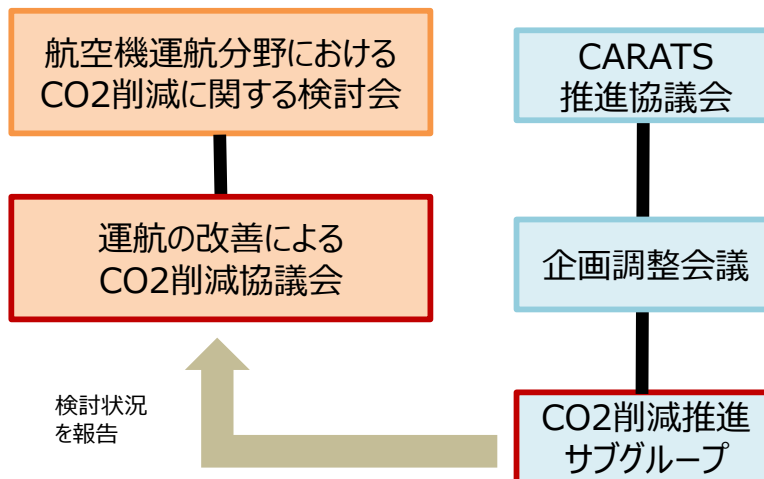 航空機運航分野における
CO2削減に関する検討会
運航の改善による
CO2削減協議会
検討状況
を報告
CARATS
推進協議会
企画調整会議
CO2削減推進
サブグループ